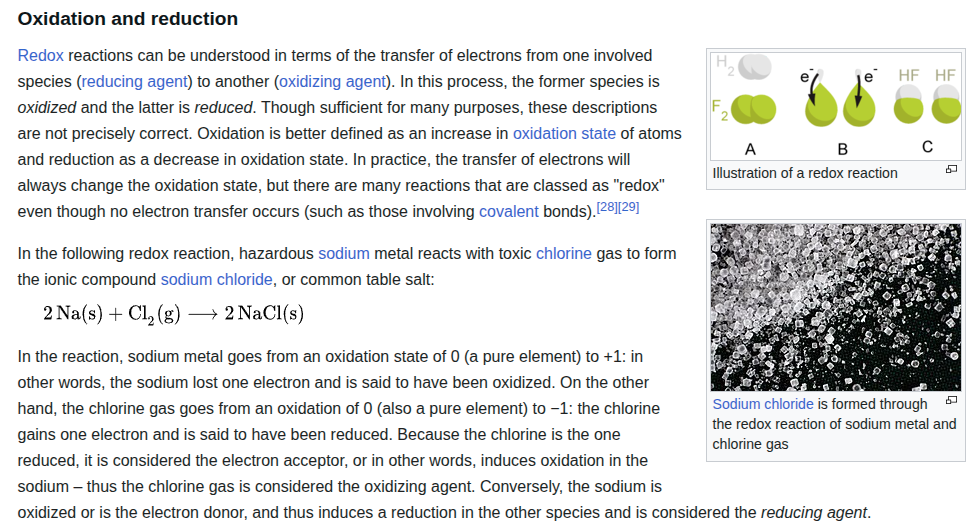 Oxidation and reduction
Redox reactions can be understood in terms of the transfer of electrons from one involved
species (reducing agent) to another (oxidizing agent). In this process, the former species is
oxidized and the latter is reduced. Though sufficient for many purposes, these descriptions
are not precisely correct. Oxidation is better defined as an increase in oxidation state of atoms
and reduction as a decrease in oxidation state. In practice, the transfer of electrons will
always change the oxidation state, but there are many reactions that are classed as "redox"
even though no electron transfer occurs (such as those involving covalent bonds).[28][29]
In the following redox reaction, hazardous sodium metal reacts with toxic chlorine gas to form
the ionic compound sodium chloride, or common table salt:
2 Na(s) + Cl₂(g) ⟶ 2 NaCl(s)
In the reaction, sodium metal goes from an oxidation state of 0 (a pure element) to +1: in
other words, the sodium lost one electron and is said to have been oxidized. On the other
hand, the chlorine gas goes from an oxidation of 0 (also a pure element) to −1: the chlorine
gains one electron and is said to have been reduced. Because the chlorine is the one
reduced, it is considered the electron acceptor, or in other words, induces oxidation in the
sodium – thus the chlorine gas is considered the oxidizing agent. Conversely, the sodium is
oxidized or is the electron donor, and thus induces a reduction in the other species and is considered the reducing agent.
H₂
e⁻ e⁻ HF HF
F₂
A B C
Illustration of a redox reaction
Sodium chloride is formed through
the redox reaction of sodium metal and
chlorine gas